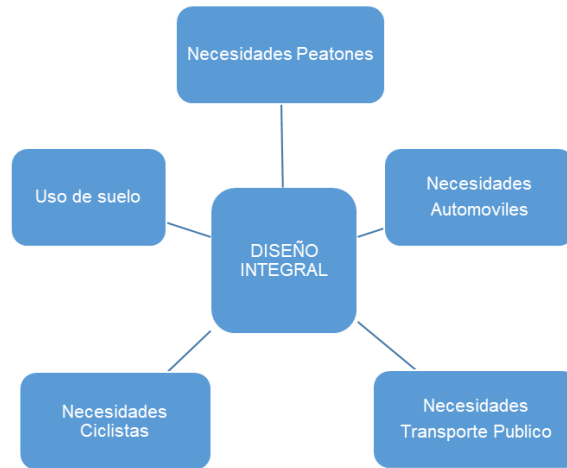 Necesidades Peatones
Uso de suelo
Necesidades
Automoviles
DISEÑO
INTEGRAL
Necesidades
Ciclistas
Necesidades
Transporte Publico